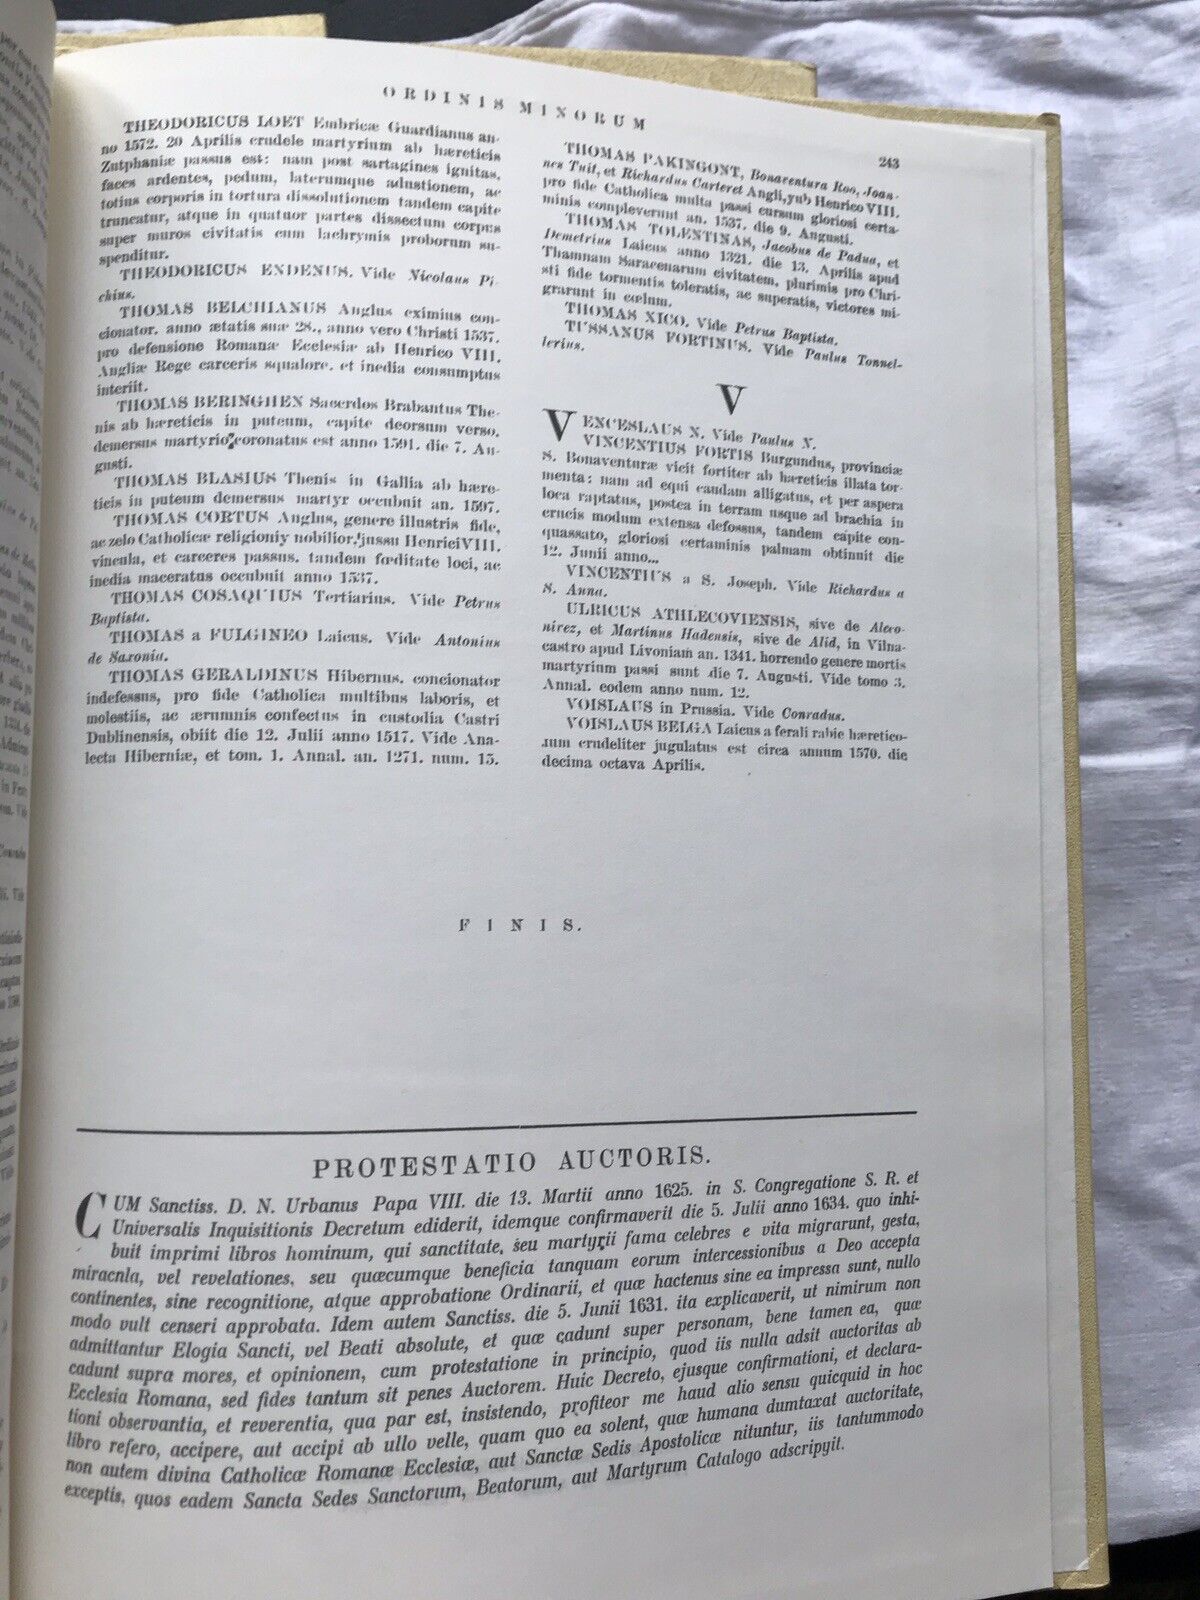 ORDINIS MINORUM
243
THEODORICUS LOET Embricæ Guardianus an-
no 1572. 20 Aprilis crudele martyrium ab hæreticis
Zutphaniæ passus est: nam post sartagines ignitas,
faces ardentes, pedum, laterumque adustionem, ac
totius corporis in tortura dissolutionem tandem capite
truncatur, atque in quatuor partes dissectum corpus
super muros civitatis cum lachrymis proborum su-
spenditur.
THEODORICUS ENDENUS. Vide Nicolaus Pi-
chius.
THOMAS BELCHIANUS Anglus eximius con-
cionator. anno ætatis suæ 28., anno vero Christi 1537.
pro defensione Romanæ Ecclesiæ ab Henrico VIII.
Angliæ Rege carceris squalore, et inedia consumptus
interiit.
THOMAS BERINGHEN Sacerdos Brabantus The-
nis ab hæreticis in puteum, capite deorsum verso,
demersus martyrio coronatus est anno 1591. die 7. Au-
gusti.
THOMAS BLASIUS Thenis in Gallia ab hære-
ticis in puteum demersus martyr occubuit an. 1597.
THOMAS CORTUS Anglus, genere illustris fide,
ac zelo Catholicæ religioniy nobilior, jussu Henrici VIII.
vincula, et carceres passus. tandem fœditate loci, ac
inedia maceratus occubuit anno 1537.
THOMAS COSAQUIUS Tertiarius. Vide Petrus
Baptista.
THOMAS a FULGINEO Laicus. Vide Antonius
de Saxonia.
THOMAS GERALDINUS Hibernus. concionator
indefessus, pro fide Catholica multibus laboris, et
molestiis, ac ærumnis confectus in custodia Castri
Dublinensis, obiit die 12. Julii anno 1517. Vide Ana-
lecta Hiberniæ, et tom. 1. Annal. an. 1271. num. 15.
THOMAS PAKINGONT, Bonaventura Roo, Joan-
nes Tuit, et Richardus Carteret Angli, yub Henrico VIII.
pro fide Catholica multa passi cursum gloriosi certa-
minis compleverunt an. 1537. die 9. Augusti.
THOMAS TOLENTINAS, Jacobus de Padua, et
Demetrius Laicus anno 1321. die 13. Aprilis apud
Thamnam Saracenarum civitatem, plurimis pro Chri-
sti fide tormentis toleratis, ac superatis, victores mi-
grarunt in cœlum.
THOMAS XICO. Vide Petrus Baptista.
TUSSANUS FORTINUS. Vide Paulus Tonnel-
lerius.
V
VENCESLAUS N. Vide Paulus N.
VINCENTIUS FORTIS Burgundus, provinciæ
S. Bonaventuræ vicit fortiter ab hæreticis illata tor-
menta: nam ad equi caudam alligatus, et per aspera
loca raptatus, postea in terram usque ad brachia in
crucis modum extensa defossus, tandem capite con-
quassato, gloriosi certaminis palmam obtinuit die
12. Junii anno...
VINCENTIUS a S. Joseph. Vide Richardus a
S. Anna.
ULRICUS ATHLECOVIENSIS, sive de Aleco-
nirez, et Martinus Hadensis, sive de Alid, in Vilna-
castro apud Livoniam an. 1341. horrendo genere mortis
martyrium passi sunt die 7. Augusti. Vide tomo 3.
Annal. eodem anno num. 12.
VOISLAUS in Prussia. Vide Conradus.
VOISLAUS BELGA Laicus a ferali rabie hæretico-
rum crudeliter jugulatus est circa annum 1570. die
decima octava Aprilis.
FINIS.
PROTESTATIO AUCTORIS.
CUM Sanctiss. D. N. Urbanus Papa VIII. die 13. Martii anno 1625. in S. Congregatione S. R. et
Universalis Inquisitionis Decretum ediderit, idemque confirmaverit die 5. Julii anno 1634. quo inhi-
buit imprimi libros hominum, qui sanctitate, seu martyrii fama celebres e vita migrarunt, gesta,
miracnla, vel revelationes, seu quæcumque beneficia tanquam eorum intercessionibus a Deo accepta
continentes, sine recognitione, atque approbatione Ordinarii, et quæ hactenus sine ea impressa sunt, nullo
modo vult censeri approbata. Idem autem Sanctiss. die 5. Junii 1631. ita explicaverit, ut nimirum non
admittantur Elogia Sancti, vel Beati absolute, et quæ cadunt super personam, bene tamen ea, quæ
cadunt supra mores, et opinionem, cum protestatione in principio, quod iis nulla adsit auctoritas ab
Ecclesia Romana, sed fides tantum sit penes Auctorem. Huic Decreto, ejusque confirmationi, et declara-
tioni observantia, et reverentia, qua par est, insistendo, profiteor me haud alio sensu quicquid in hoc
libro refero, accipere, aut accipi ab ullo velle, quam quo ea solent, quæ humana dumtaxat auctoritate,
non autem divina Catholicæ Romanæ Ecclesiæ, aut Sanctæ Sedis Apostolicæ nituntur, iis tantummodo
exceptis, quos eadem Sancta Sedes Sanctorum, Beatorum, aut Martyrum Catalogo adscripyit.